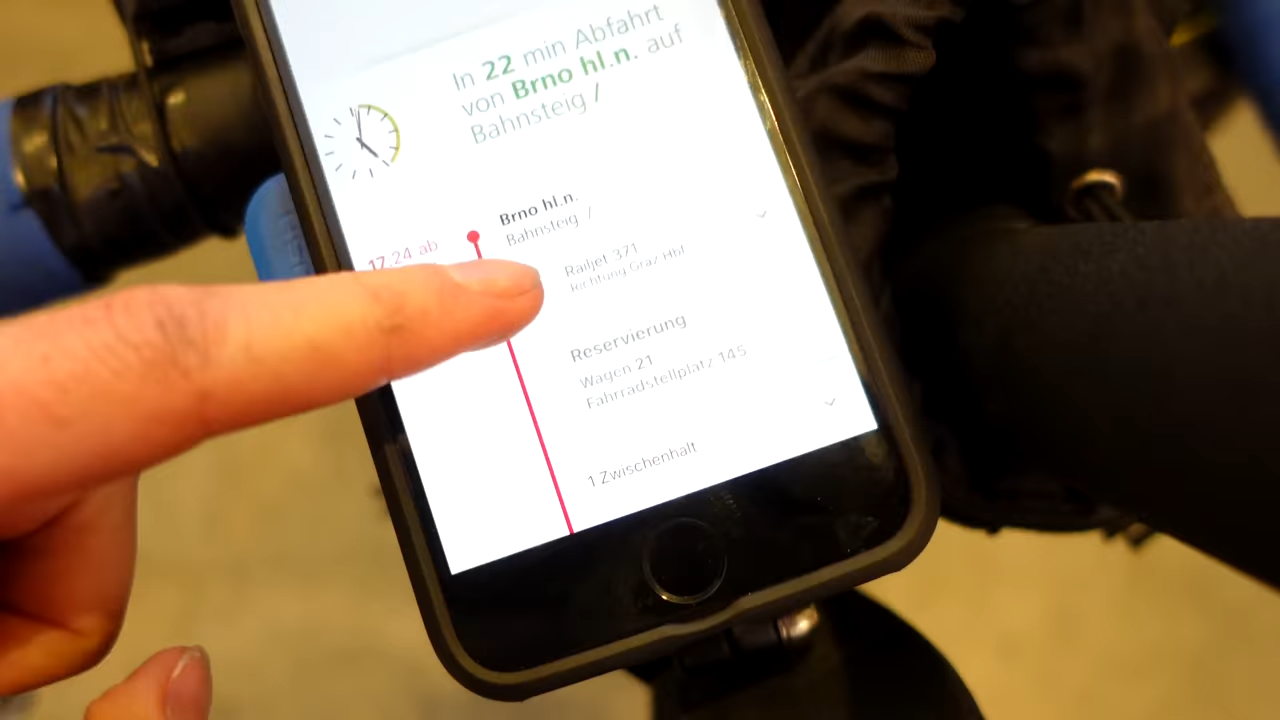 In 22 min Abfahrt
von Brno hl.n. auf
Bahnsteig /
Brno hl.n.
17.24 ab
Bahnsteig /
Railjet 371
Richtung Graz Hbf
Reservierung
Wagen 21
Fahrradstellplatz 145
1 Zwischenhalt